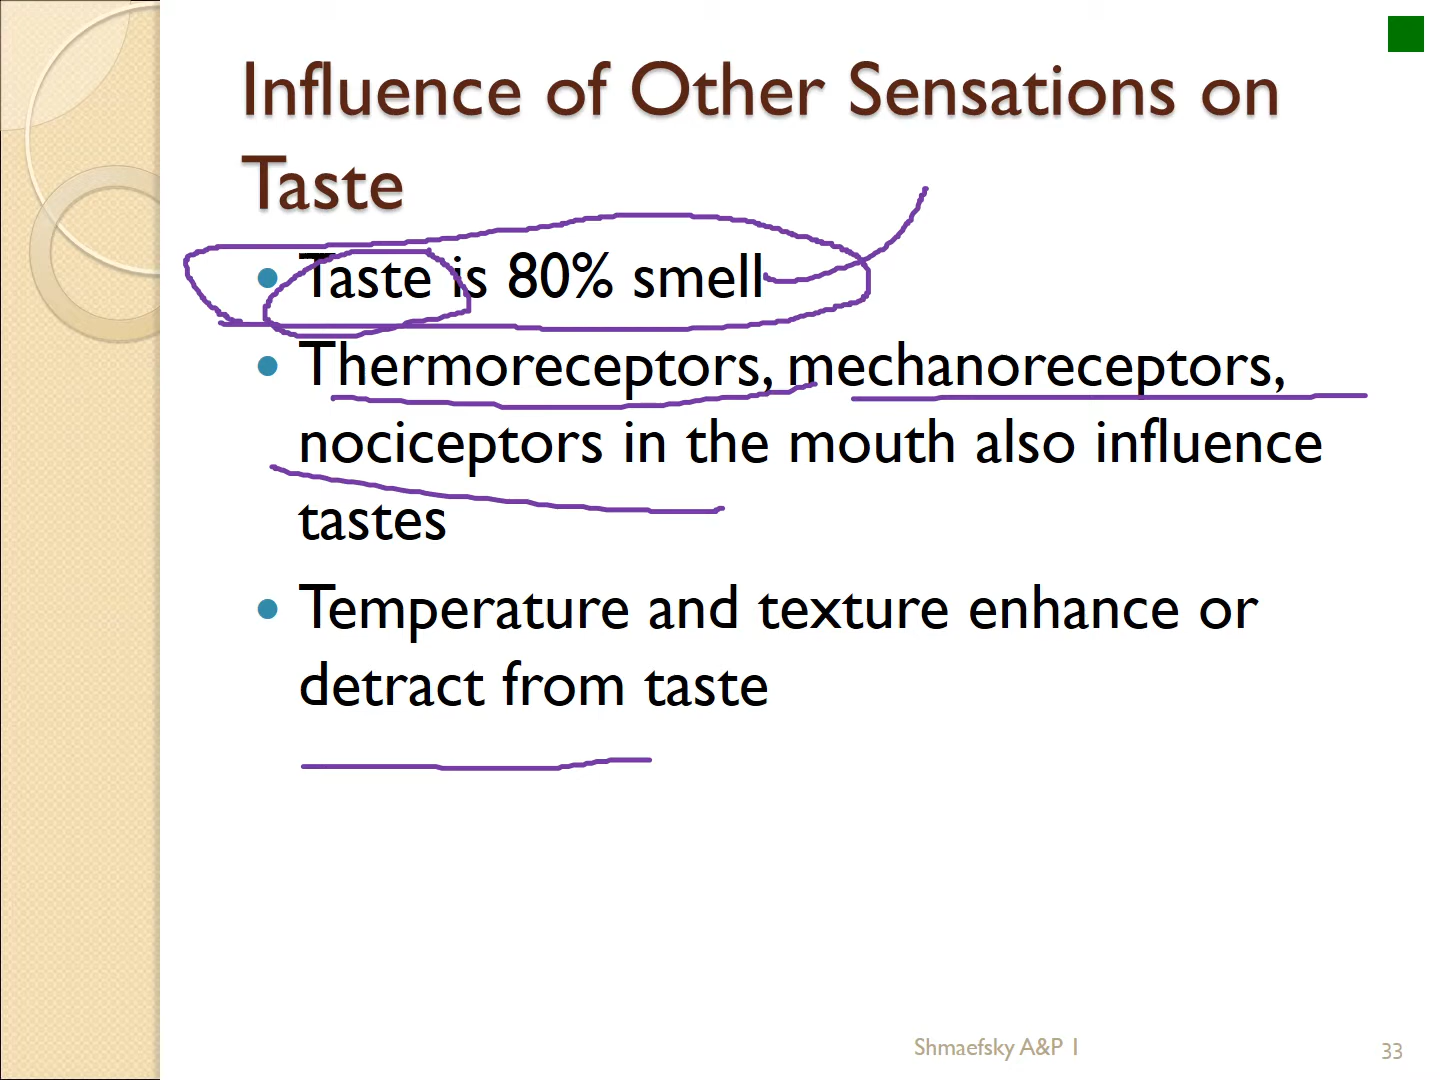 Influence of Other Sensations on
Taste
• Taste is 80% smell
• Thermoreceptors, mechanoreceptors,
nociceptors in the mouth also influence
tastes
• Temperature and texture enhance or
detract from taste
Shmaefsky A&P 1
33